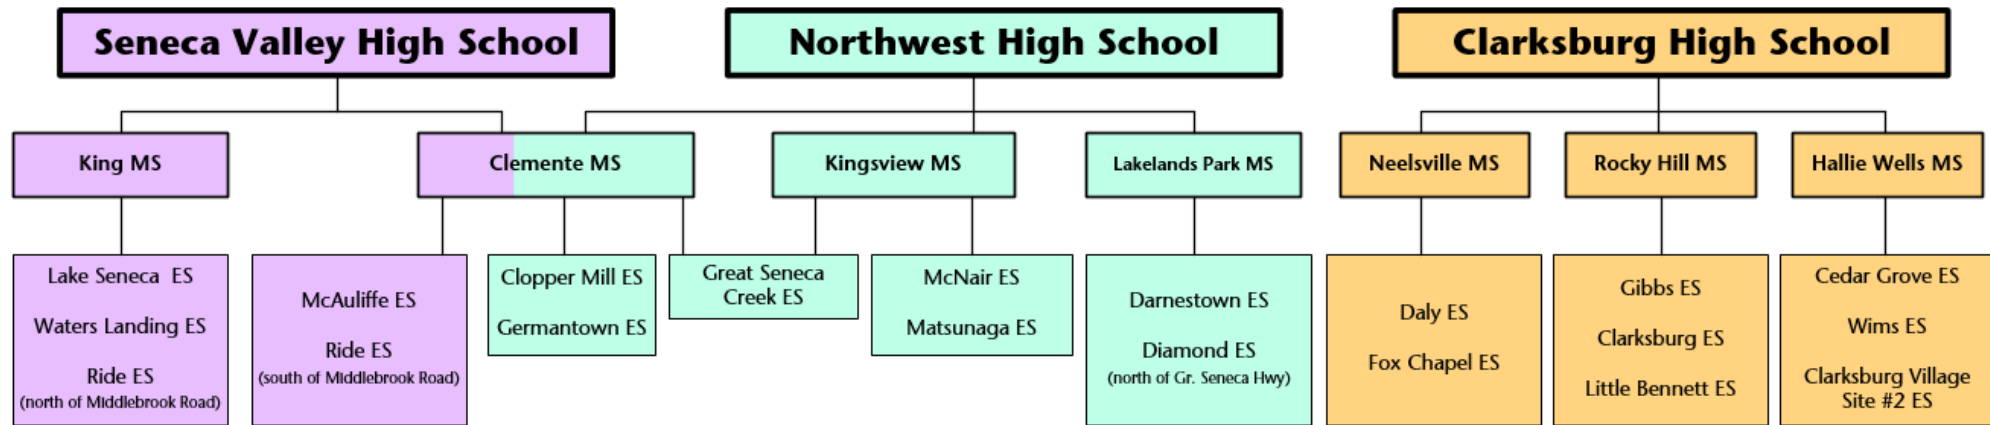 Seneca Valley High School
Northwest High School
Clarksburg High School
King MS
Clemente MS
Kingsview MS
Lakelands Park MS
Neelsville MS
Rocky Hill MS
Hallie Wells MS
Lake Seneca ES
Waters Landing ES
Ride ES
(north of Middlebrook Road)
McAuliffe ES
Ride ES
(south of Middlebrook Road)
Clopper Mill ES
Germantown ES
Great Seneca
Creek ES
McNair ES
Matsunaga ES
Darnestown ES
Diamond ES
(north of Gr. Seneca Hwy)
Daly ES
Fox Chapel ES
Gibbs ES
Clarksburg ES
Little Bennett ES
Cedar Grove ES
Wims ES
Clarksburg Village
Site #2 ES